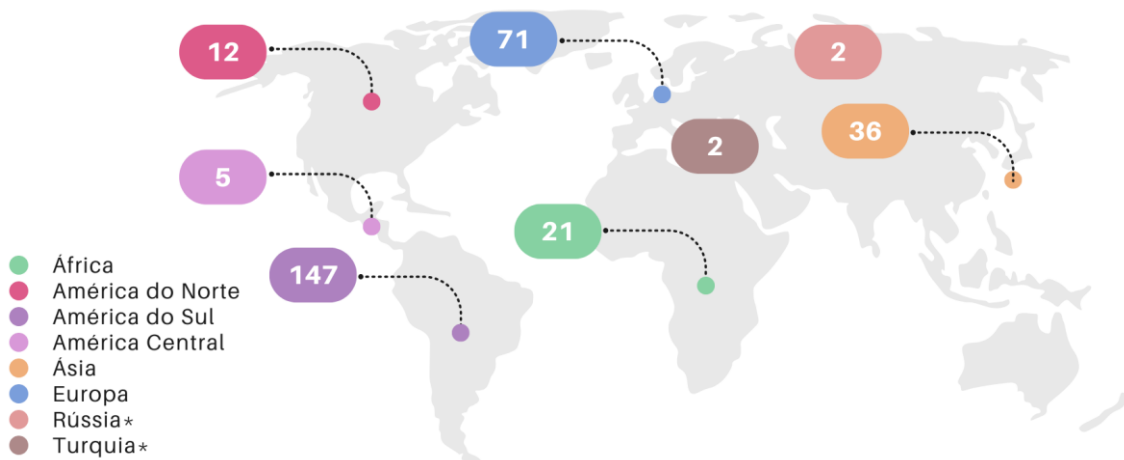 12
71
2
36
2
5
21
147
África
América do Norte
América do Sul
América Central
Ásia
Europa
Rússia*
Turquia*